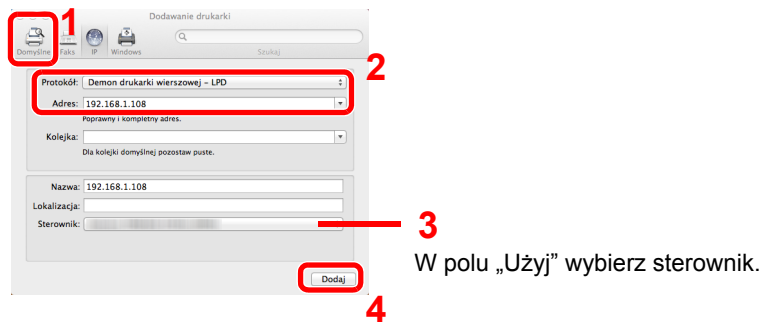 Dodawanie drukarki
1
Domyślne Faks IP Windows Szukaj
2
Protokół: Demon drukarki wierszowej – LPD
Adres: 192.168.1.108
Poprawny i kompletny adres.
Kolejka:
Dla kolejki domyślnej pozostaw puste.
Nazwa: 192.168.1.108
Lokalizacja:
Sterownik:
3
W polu „Użyj” wybierz sterownik.
Dodaj
4